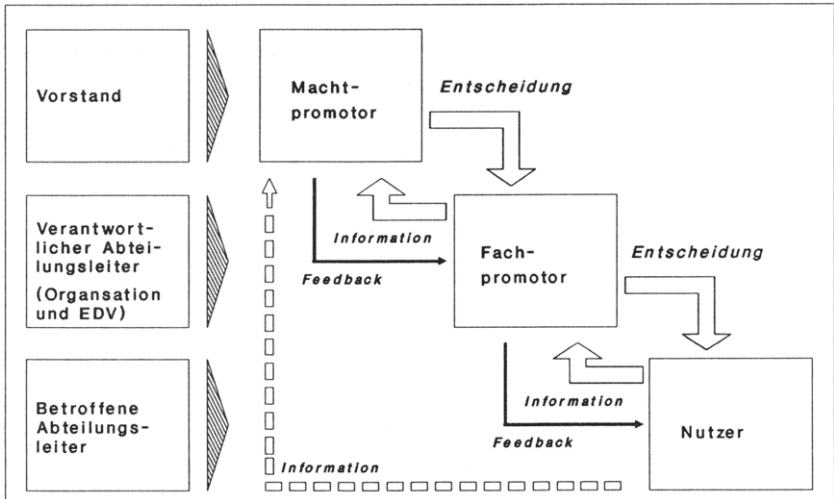 Vorstand
Macht-
promotor
Entscheidung
Verantwort-
licher Abtei-
lungsleiter
(Organsation
und EDV)
Information
Feedback
Fach-
promotor
Entscheidung
Betroffene
Abteilungs-
leiter
Information
Feedback
Nutzer
Information